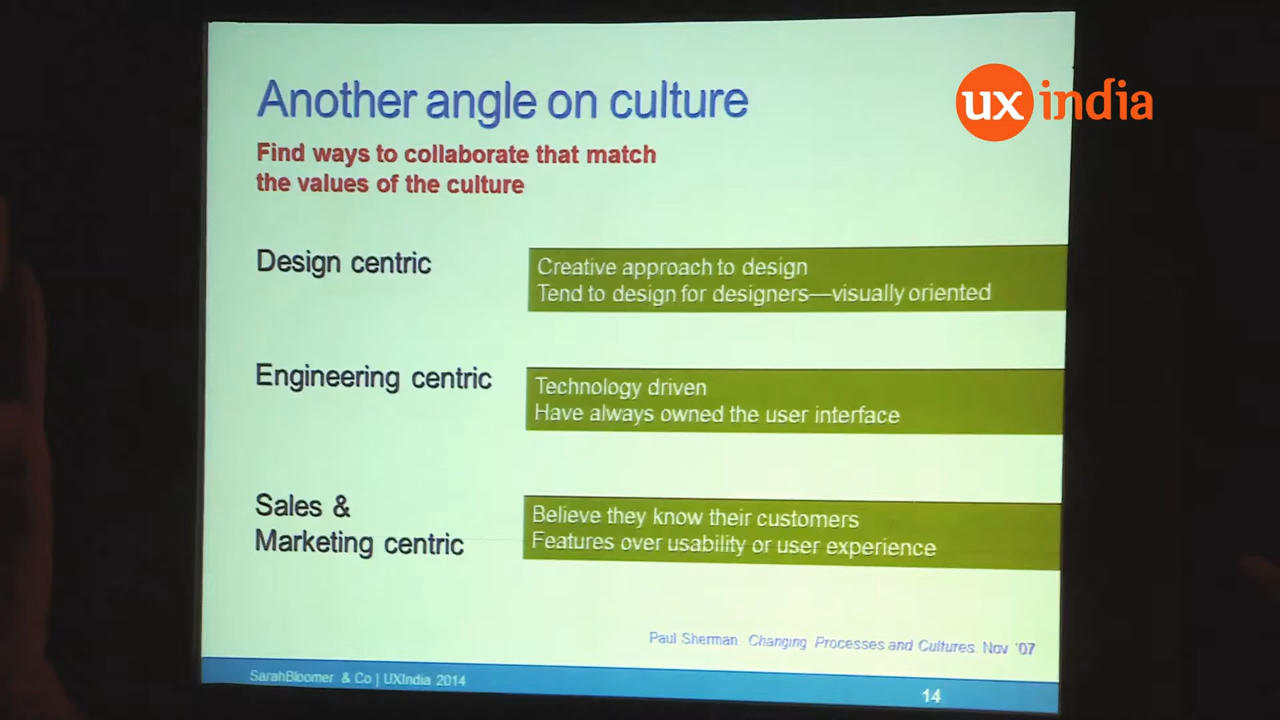 Another angle on culture
ux india
Find ways to collaborate that match
the values of the culture
Design centric
Creative approach to design
Tend to design for designers—visually oriented
Engineering centric
Technology driven
Have always owned the user interface
Sales &
Marketing centric
Believe they know their customers
Features over usability or user experience
Paul Sherman. Changing Processes and Cultures. Nov '07
SarahBloomer & Co | UXIndia 2014
14